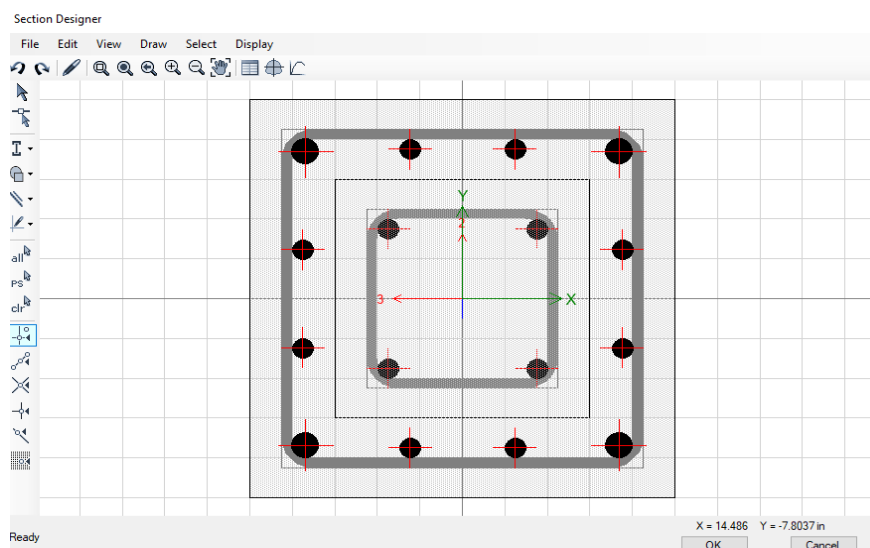 Section Designer
File Edit View Draw Select Display
all
PS
clr
Y
2
3
X
X = 14.486 Y = -7.8037 in
Ready
OK Cancel